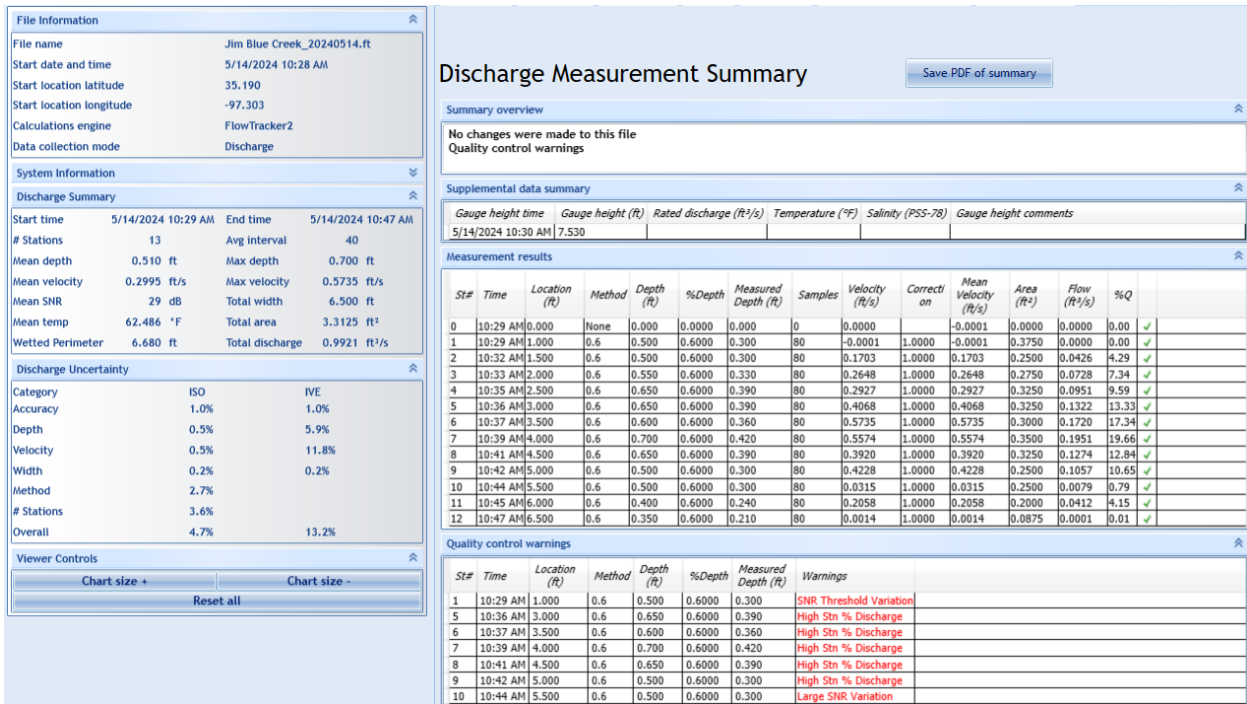 File Information
File name Jim Blue Creek_20240514.ft
Start date and time 5/14/2024 10:28 AM
Start location latitude 35.190
Start location longitude -97.303
Calculations engine FlowTracker2
Data collection mode Discharge
System Information
Discharge Summary
Start time 5/14/2024 10:29 AM End time 5/14/2024 10:47 AM
# Stations 13 Avg interval 40
Mean depth 0.510 ft Max depth 0.700 ft
Mean velocity 0.2995 ft/s Max velocity 0.5735 ft/s
Mean SNR 29 dB Total width 6.500 ft
Mean temp 62.486 °F Total area 3.3125 ft²
Wetted Perimeter 6.680 ft Total discharge 0.9921 ft³/s
Discharge Uncertainty
Category ISO IVE
Accuracy 1.0% 1.0%
Depth 0.5% 5.9%
Velocity 0.5% 11.8%
Width 0.2% 0.2%
Method 2.7%
# Stations 3.6%
Overall 4.7% 13.2%
Viewer Controls
Chart size + Chart size -
Reset all
Discharge Measurement Summary
Save PDF of summary
Summary overview
No changes were made to this file
Quality control warnings
Supplemental data summary
Gauge height time Gauge height (ft) Rated discharge (ft³/s) Temperature (°F) Salinity (PSS-78) Gauge height comments
5/14/2024 10:30 AM 7.530
Measurement results
St# Time Location (ft) Method Depth (ft) %Depth Measured Depth (ft) Samples Velocity (ft/s) Correcti on Mean Velocity (ft/s) Area (ft²) Flow (ft³/s) %Q
0 10:29 AM 0.000 None 0.000 0.0000 0.000 0 0.0000 -0.0001 0.0000 0.0000 0.00
1 10:29 AM 1.000 0.6 0.500 0.6000 0.300 80 -0.0001 1.0000 -0.0001 0.3750 0.0000 0.00
2 10:32 AM 1.500 0.6 0.500 0.6000 0.300 80 0.1703 1.0000 0.1703 0.2500 0.0426 4.29
3 10:33 AM 2.000 0.6 0.550 0.6000 0.330 80 0.2648 1.0000 0.2648 0.2750 0.0728 7.34
4 10:35 AM 2.500 0.6 0.650 0.6000 0.390 80 0.2927 1.0000 0.2927 0.3250 0.0951 9.59
5 10:36 AM 3.000 0.6 0.650 0.6000 0.390 80 0.4068 1.0000 0.4068 0.3250 0.1322 13.33
6 10:37 AM 3.500 0.6 0.600 0.6000 0.360 80 0.5735 1.0000 0.5735 0.3000 0.1720 17.34
7 10:39 AM 4.000 0.6 0.700 0.6000 0.420 80 0.5574 1.0000 0.5574 0.3500 0.1951 19.66
8 10:41 AM 4.500 0.6 0.650 0.6000 0.390 80 0.3920 1.0000 0.3920 0.3250 0.1274 12.84
9 10:42 AM 5.000 0.6 0.500 0.6000 0.300 80 0.4228 1.0000 0.4228 0.2500 0.1057 10.65
10 10:44 AM 5.500 0.6 0.500 0.6000 0.300 80 0.0315 1.0000 0.0315 0.2500 0.0079 0.79
11 10:45 AM 6.000 0.6 0.400 0.6000 0.240 80 0.2058 1.0000 0.2058 0.2000 0.0412 4.15
12 10:47 AM 6.500 0.6 0.350 0.6000 0.210 80 0.0014 1.0000 0.0014 0.0875 0.0001 0.01
Quality control warnings
St# Time Location (ft) Method Depth (ft) %Depth Measured Depth (ft) Warnings
1 10:29 AM 1.000 0.6 0.500 0.6000 0.300 SNR Threshold Variation
5 10:36 AM 3.000 0.6 0.650 0.6000 0.390 High Stn % Discharge
6 10:37 AM 3.500 0.6 0.600 0.6000 0.360 High Stn % Discharge
7 10:39 AM 4.000 0.6 0.700 0.6000 0.420 High Stn % Discharge
8 10:41 AM 4.500 0.6 0.650 0.6000 0.390 High Stn % Discharge
9 10:42 AM 5.000 0.6 0.500 0.6000 0.300 High Stn % Discharge
10 10:44 AM 5.500 0.6 0.500 0.6000 0.300 Large SNR Variation